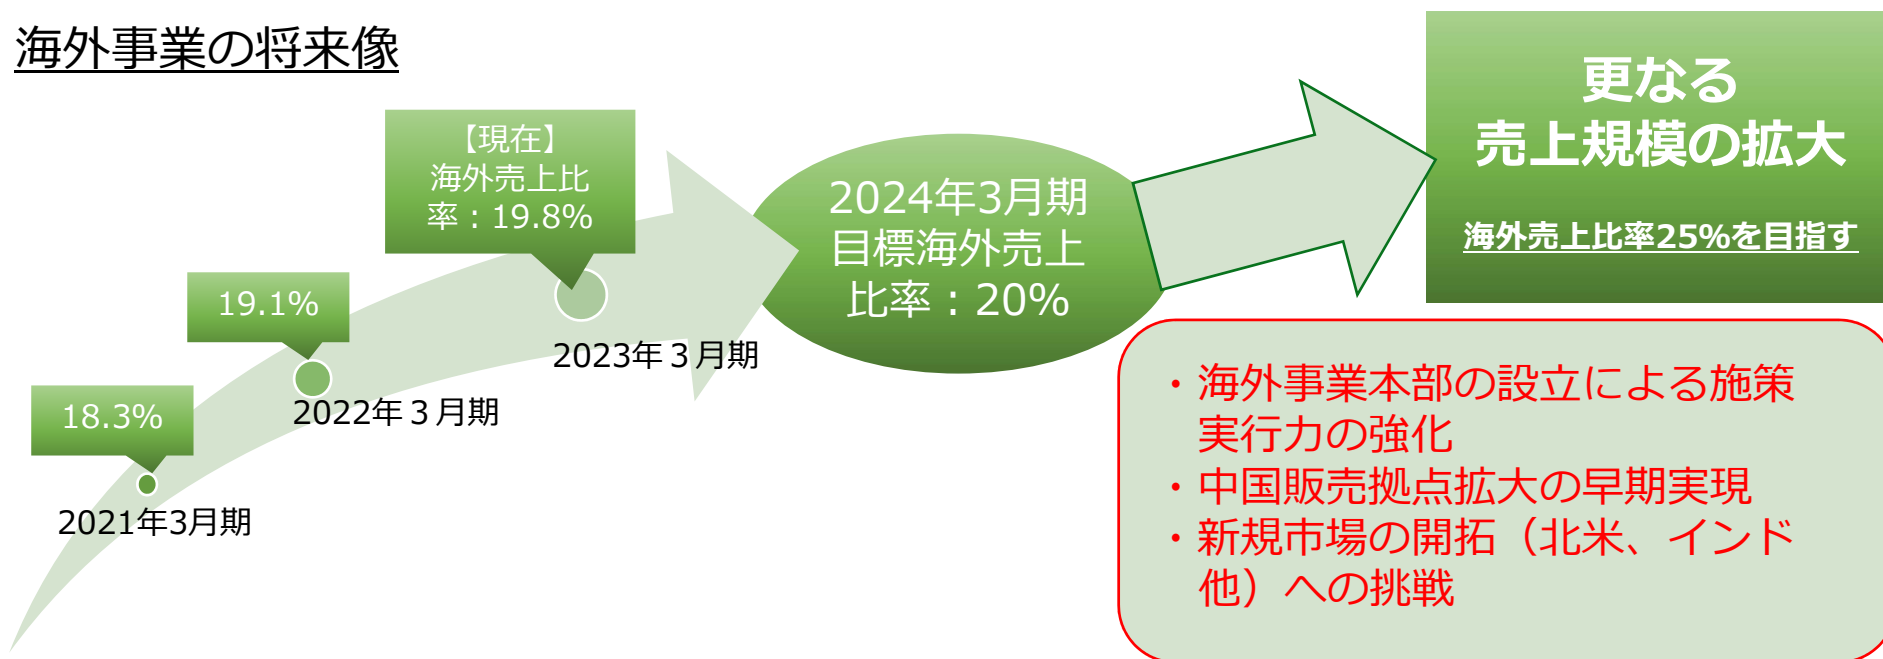 海外事業の将来像
【現在】
海外売上比
率：19.8%
19.1%
18.3%
2021年3月期
2022年３月期
2023年３月期
2024年3月期
目標海外売上
比率：20%
更なる
売上規模の拡大
海外売上比率25%を目指す
・海外事業本部の設立による施策
実行力の強化
・中国販売拠点拡大の早期実現
・新規市場の開拓（北米、インド
他）への挑戦